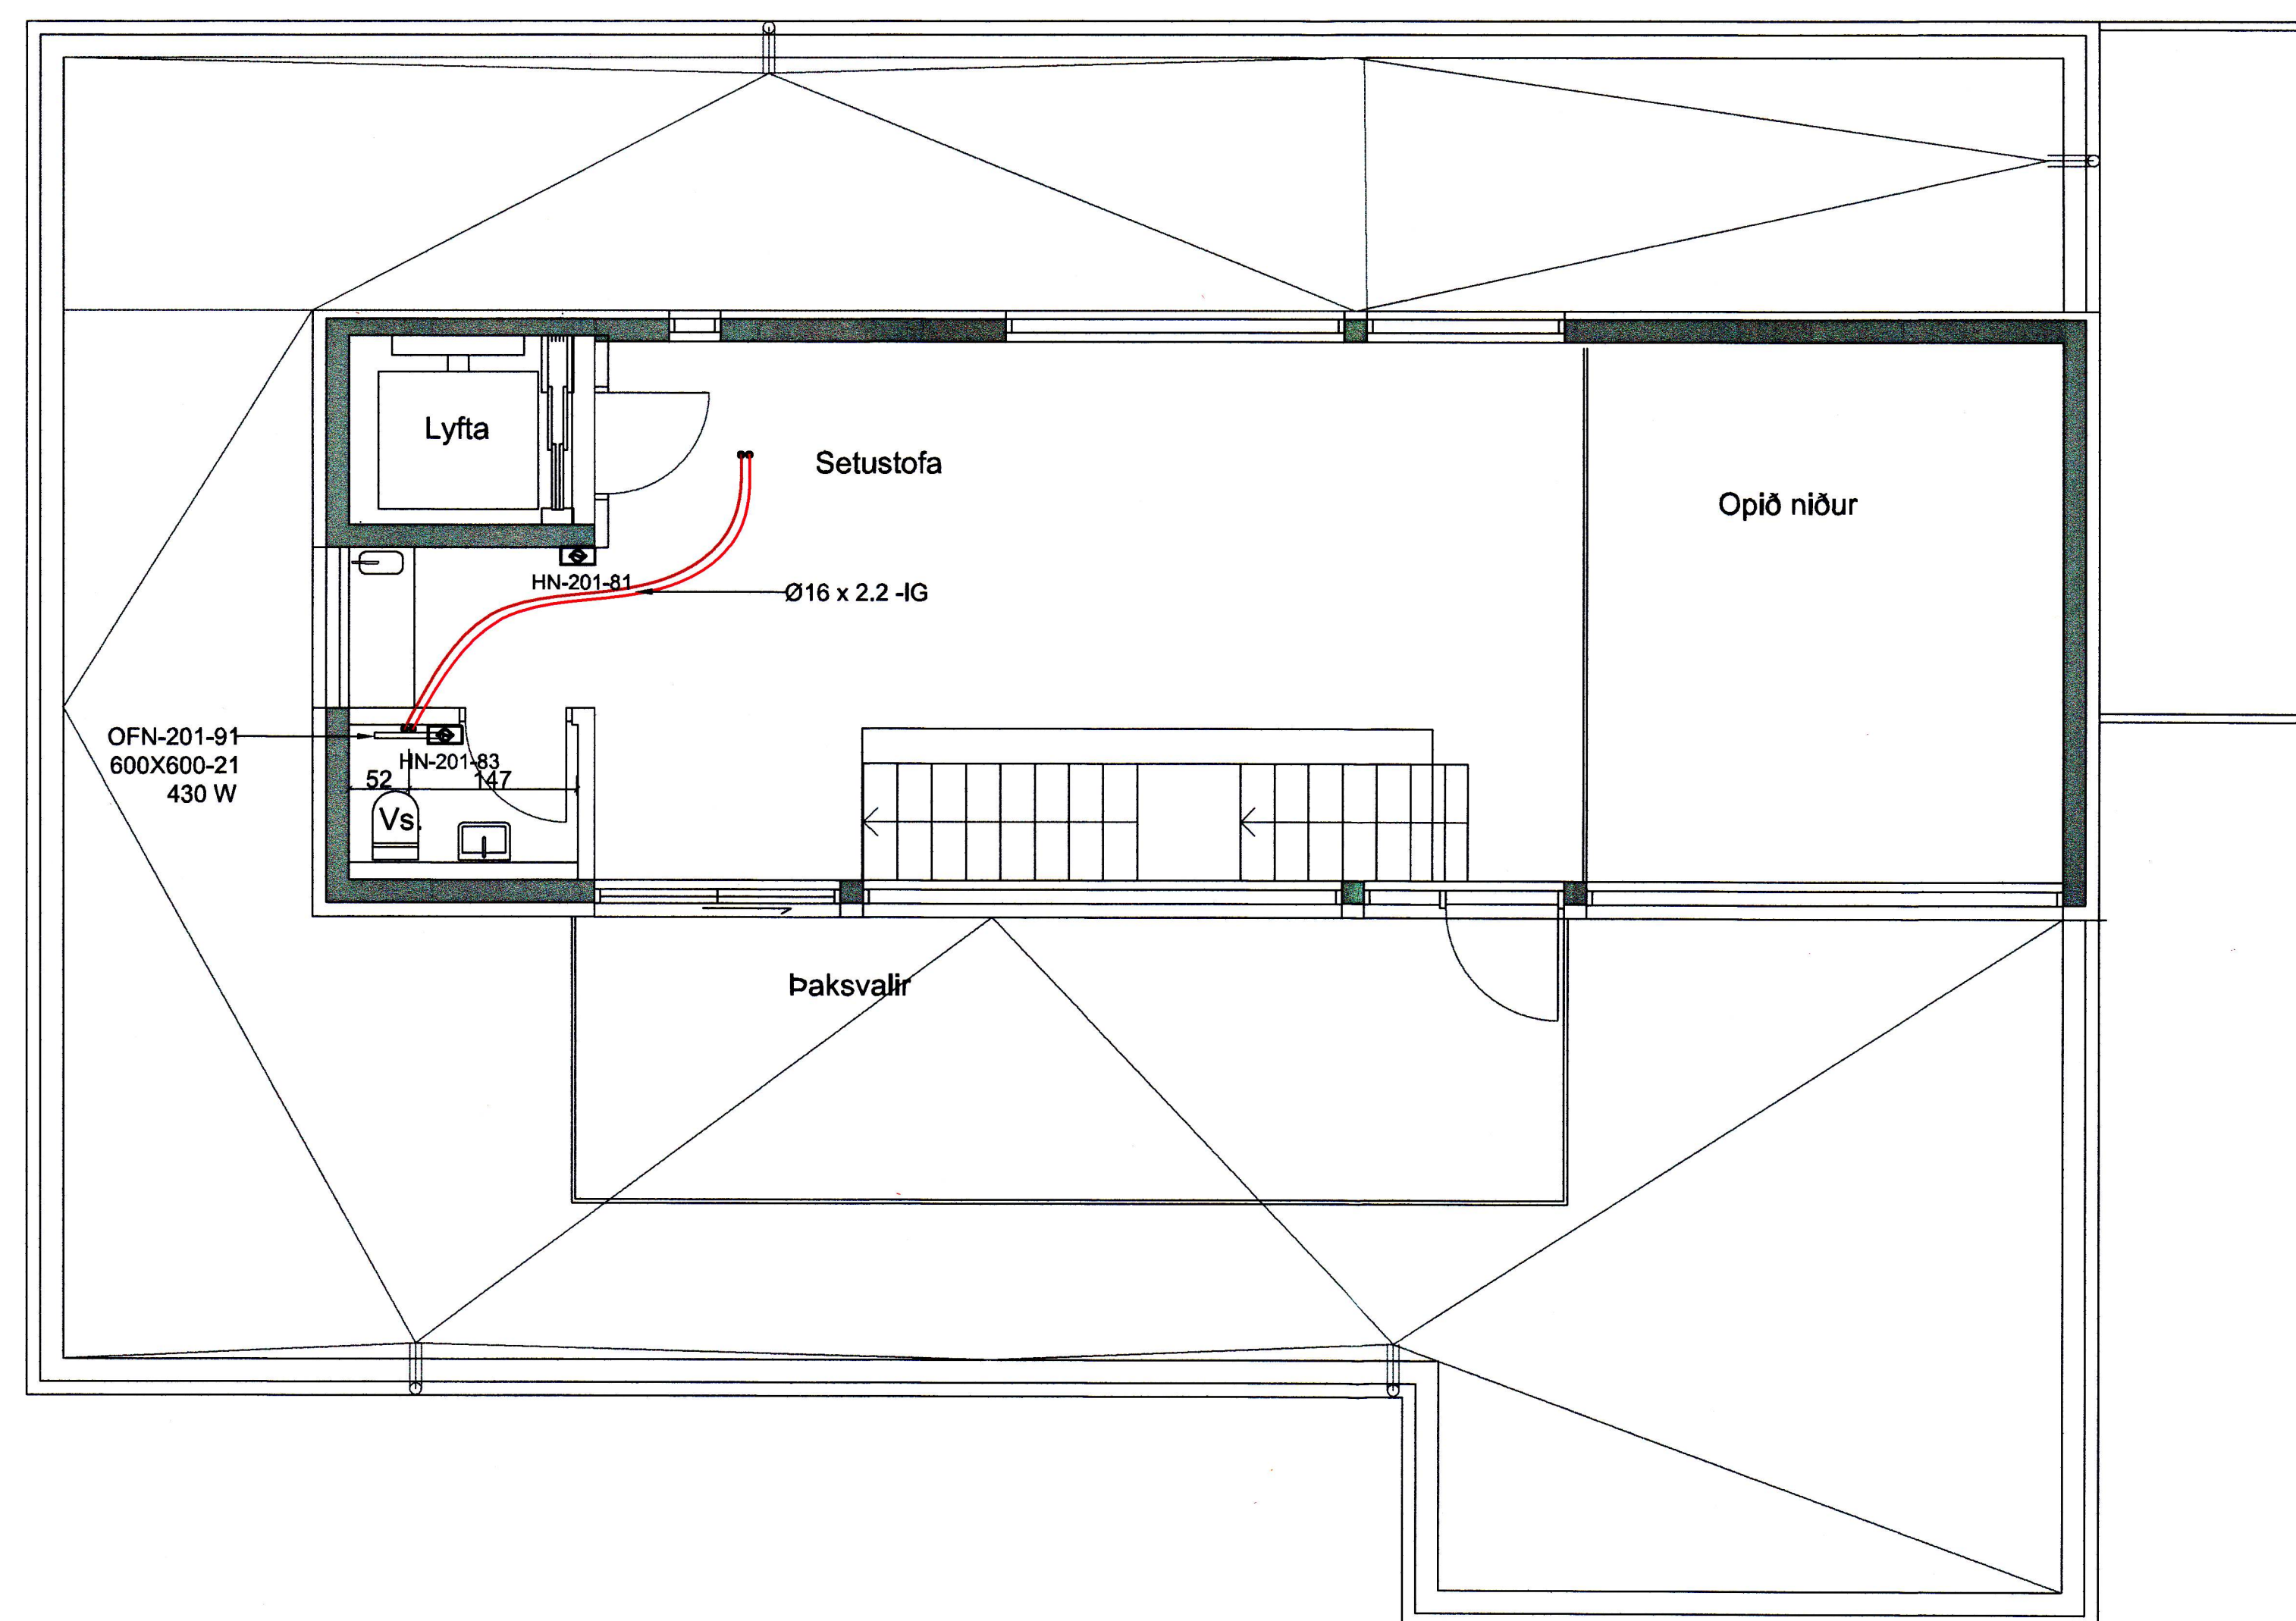 Lyfta
Setustofa
Opið niður
HN-201-81
Ø16 x 2.2 -IG
OFN-201-91
600X600-21
430 W
HN-201-83
52
147
Vs.
Þaksvalir